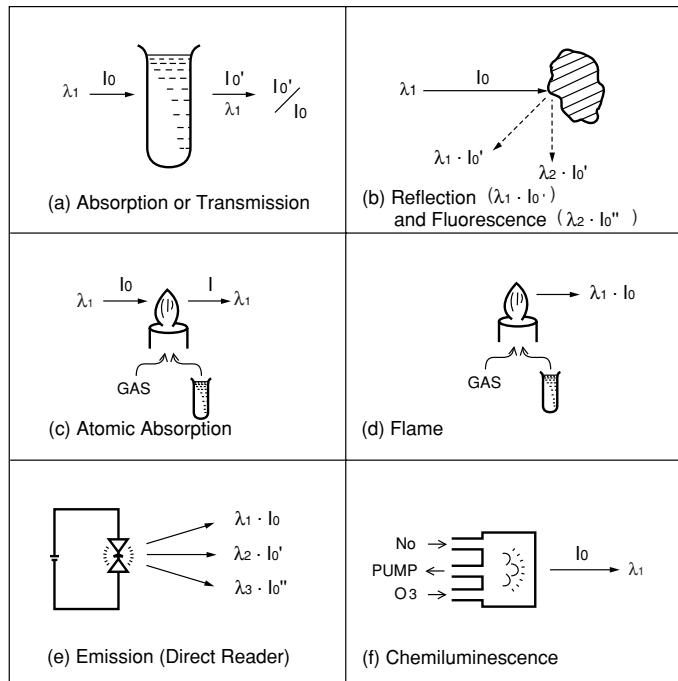 λ1 I0 I0' λ1 I0'/I0
(a) Absorption or Transmission
λ1 I0
λ1 · I0'
λ2 · I0'
(b) Reflection (λ1 · I0')
and Fluorescence (λ2 · I0")
λ1 I0 I λ1
GAS
(c) Atomic Absorption
λ1 · I0
GAS
(d) Flame
λ1 · I0
λ2 · I0'
λ3 · I0"
(e) Emission (Direct Reader)
No
PUMP
O3
I0
λ1
(f) Chemiluminescence